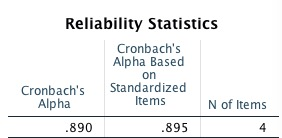 Reliability Statistics
Cronbach's
Alpha Based
on
Cronbach's Standardized
Alpha Items N of Items
.890 .895 4